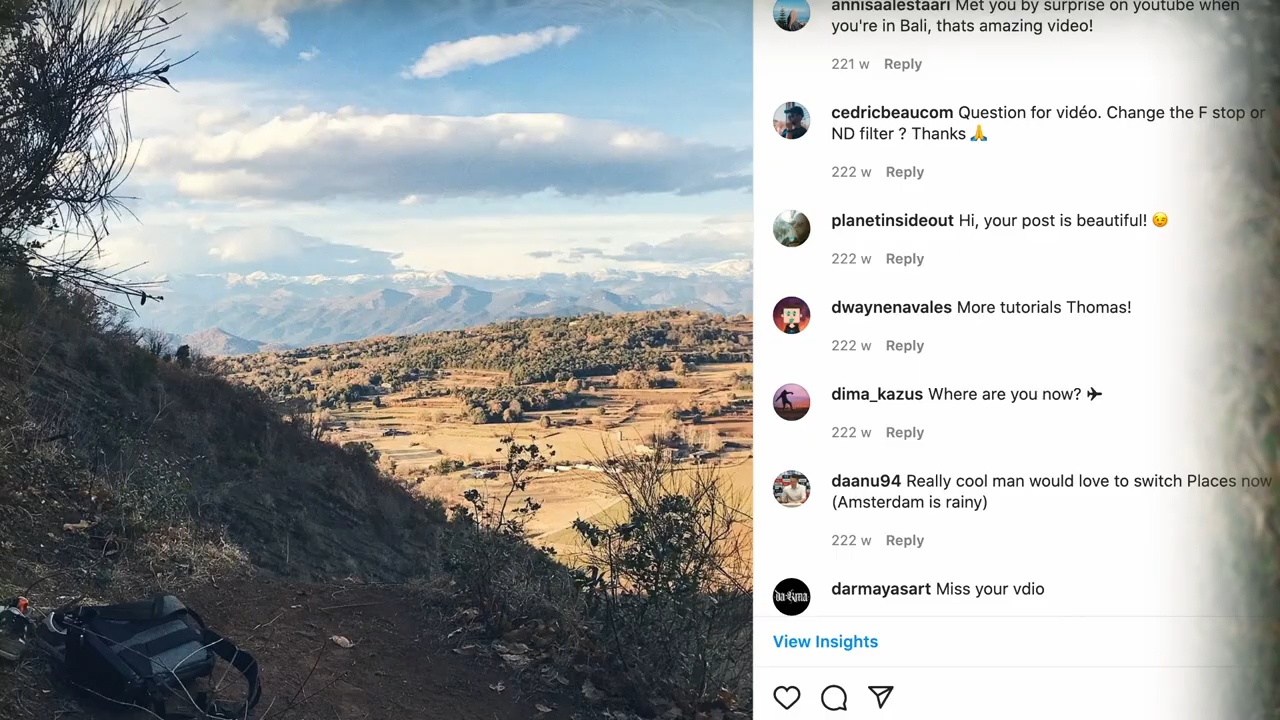 annisaalestaari Met you by surprise on youtube when
you're in Bali, thats amazing video!
221 w Reply
cedricbeaucom Question for vidéo. Change the F stop or
ND filter ? Thanks 🙏
222 w Reply
planetinsideout Hi, your post is beautiful! 😉
222 w Reply
dwaynenavales More tutorials Thomas!
222 w Reply
dima_kazus Where are you now? ✈
222 w Reply
daanu94 Really cool man would love to switch Places now
(Amsterdam is rainy)
222 w Reply
darmayasart Miss your vdio
View Insights